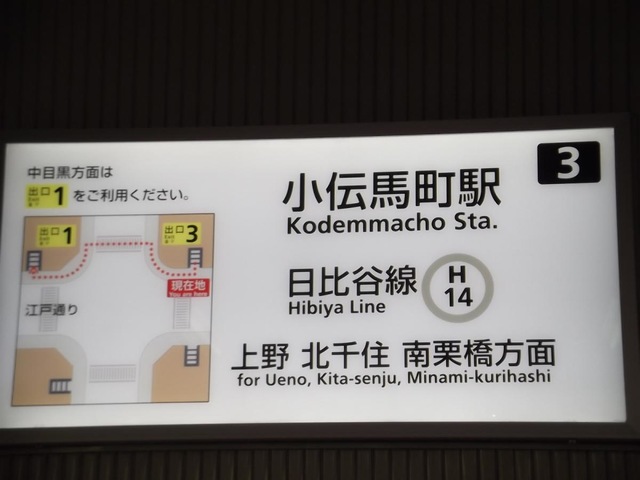 中目黒方面は
出口1をご利用ください。
出口1
出口3
現在地
You are here
江戸通り
3
小伝馬町駅
Kodemmacho Sta.
日比谷線
Hibiya Line
H
14
上野 北千住 南栗橋方面
for Ueno, Kita-senju, Minami-kurihashi